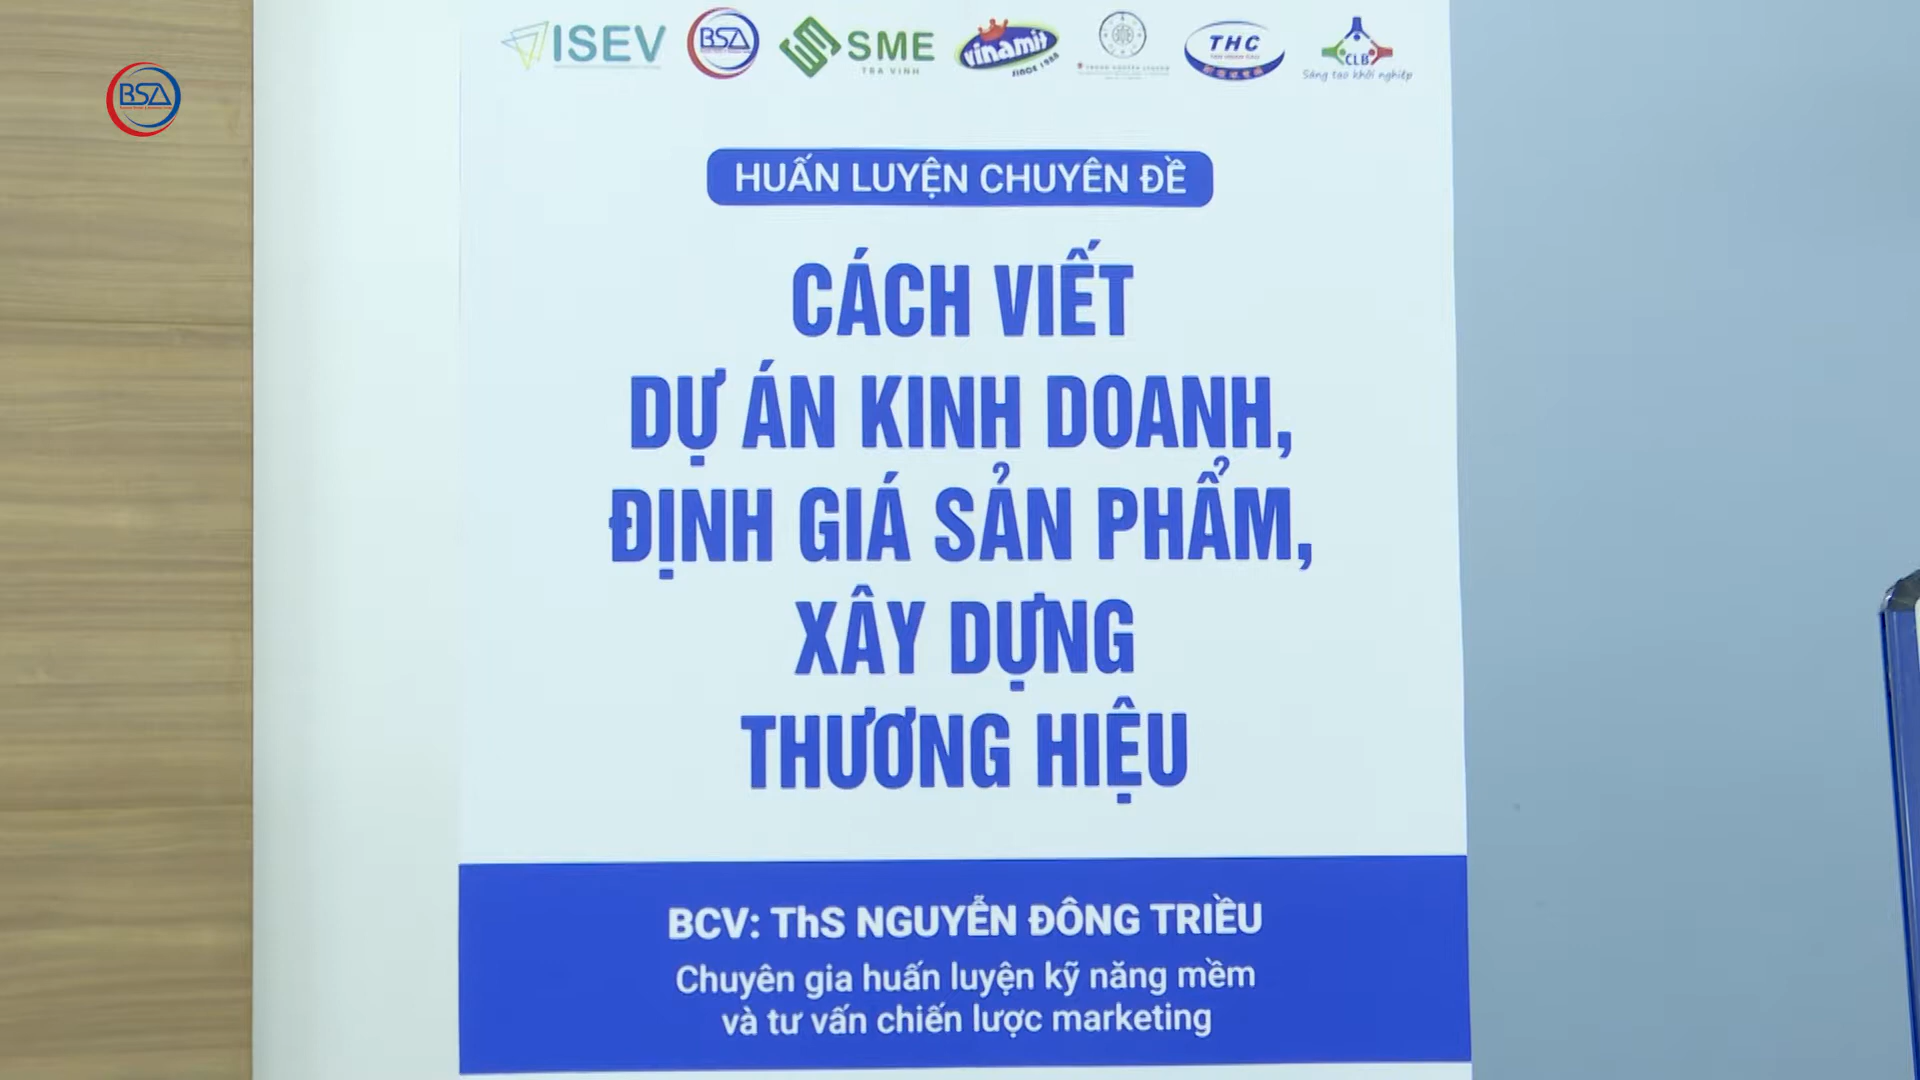 ISEV
BSA
SME
TRA VINH
vinamit
SINCE 1988
THC
CLB
Sáng tạo khởi nghiệp
BSA
HUẤN LUYỆN CHUYÊN ĐỀ
CÁCH VIẾT
DỰ ÁN KINH DOANH,
ĐỊNH GIÁ SẢN PHẨM,
XÂY DỰNG
THƯƠNG HIỆU
BCV: ThS NGUYỄN ĐÔNG TRIỀU
Chuyên gia huấn luyện kỹ năng mềm
và tư vấn chiến lược marketing